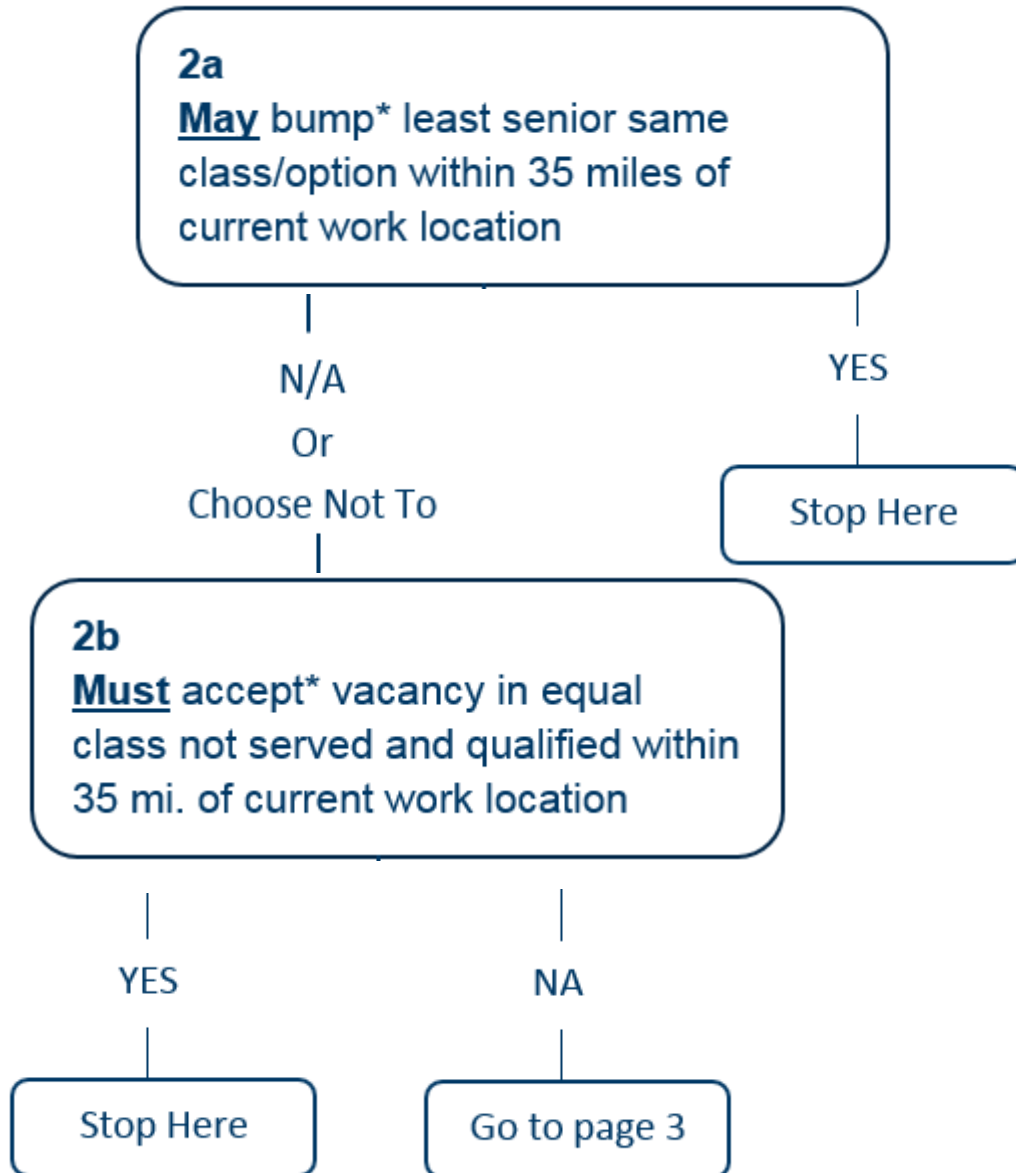 2a
May bump* least senior same
class/option within 35 miles of
current work location
N/A
Or
Choose Not To
YES
Stop Here
2b
Must accept* vacancy in equal
class not served and qualified within
35 mi. of current work location
YES
NA
Stop Here
Go to page 3